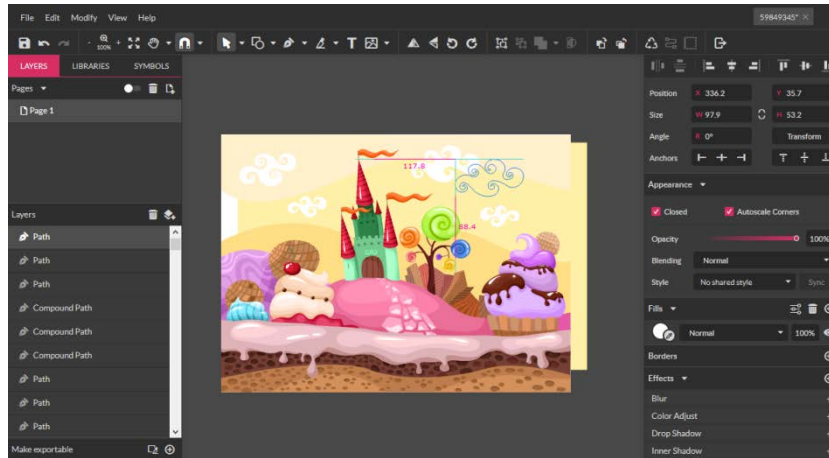 File Edit Modify View Help
59849345* ×
100%
LAYERS LIBRARIES SYMBOLS
Pages
Page 1
Layers
Path
Path
Path
Compound Path
Compound Path
Compound Path
Path
Path
Path
Make exportable
117.8
88.4
Position X 336.2 Y 35.7
Size W 97.9 H 53.2
Angle R 0° Transform
Anchors
Appearance
Closed Autoscale Corners
Opacity 100%
Blending Normal
Style No shared style Sync
Fills
Normal 100%
Borders
Effects
Blur
Color Adjust
Drop Shadow
Inner Shadow